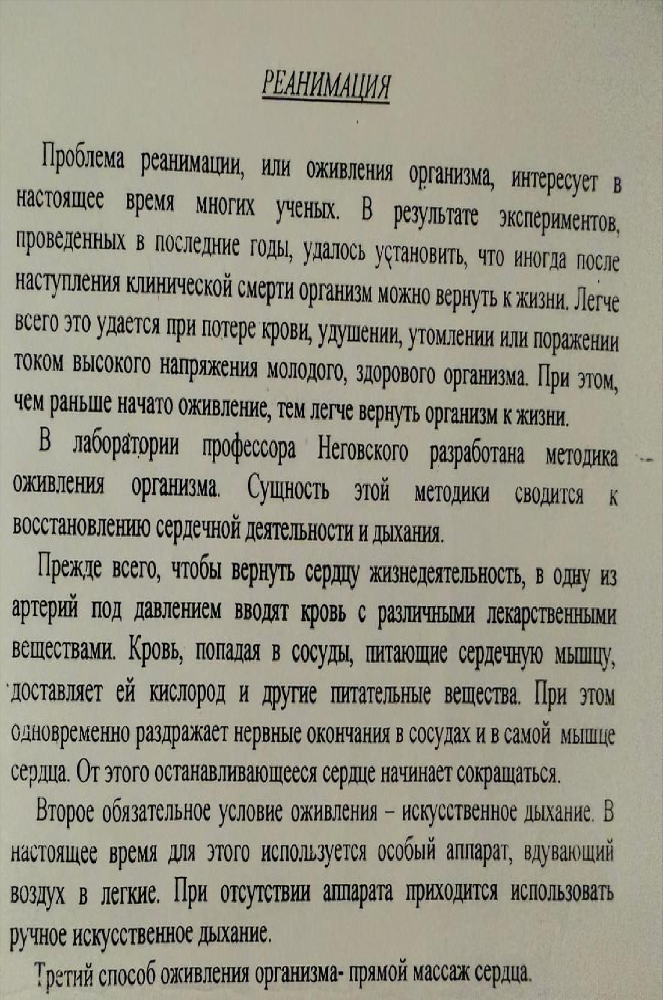 РЕАНИМАЦИЯ
Проблема реанимации, или оживления организма, интересует в
настоящее время многих ученых. В результате экспериментов,
проведенных в последние годы, удалось установить, что иногда после
наступления клинической смерти организм можно вернуть к жизни. Легче
всего это удается при потере крови, удушении, утомлении или поражении
током высокого напряжения молодого, здорового организма. При этом,
чем раньше начато оживление, тем легче вернуть организм к жизни.
В лаборатории профессора Неговского разработана методика
оживления организма. Сущность этой методики сводится к
восстановлению сердечной деятельности и дыхания.
Прежде всего, чтобы вернуть сердцу жизнедеятельность, в одну из
артерий под давлением вводят кровь с различными лекарственными
веществами. Кровь, попадая в сосуды, питающие сердечную мышцу,
доставляет ей кислород и другие питательные вещества. При этом
одновременно раздражает нервные окончания в сосудах и в самой мышце
сердца. От этого останавливающееся сердце начинает сокращаться.
Второе обязательное условие оживления – искусственное дыхание. В
настоящее время для этого используется особый аппарат, вдувающий
воздух в легкие. При отсутствии аппарата приходится использовать
ручное искусственное дыхание.
Третий способ оживления организма- прямой массаж сердца.